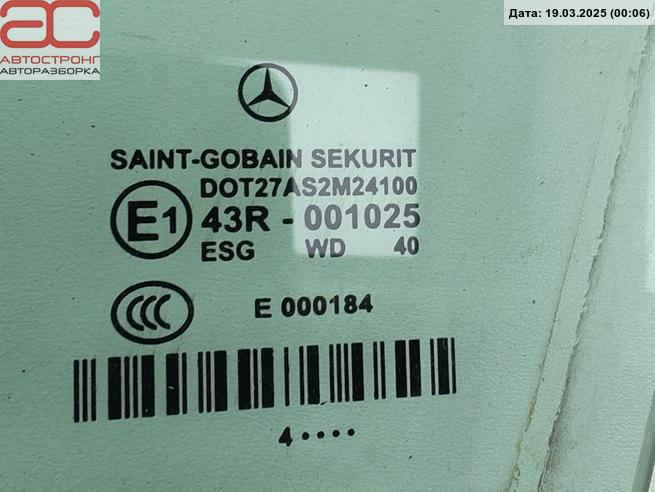 Дата: 19.03.2025 (00:06)
АС
АВТОСТРОНГ
АВТОРАЗБОРКА
SAINT-GOBAIN SEKURIT
DOT27AS2M24100
E1 43R - 001025
ESG WD 40
CCC E 000184
4••••